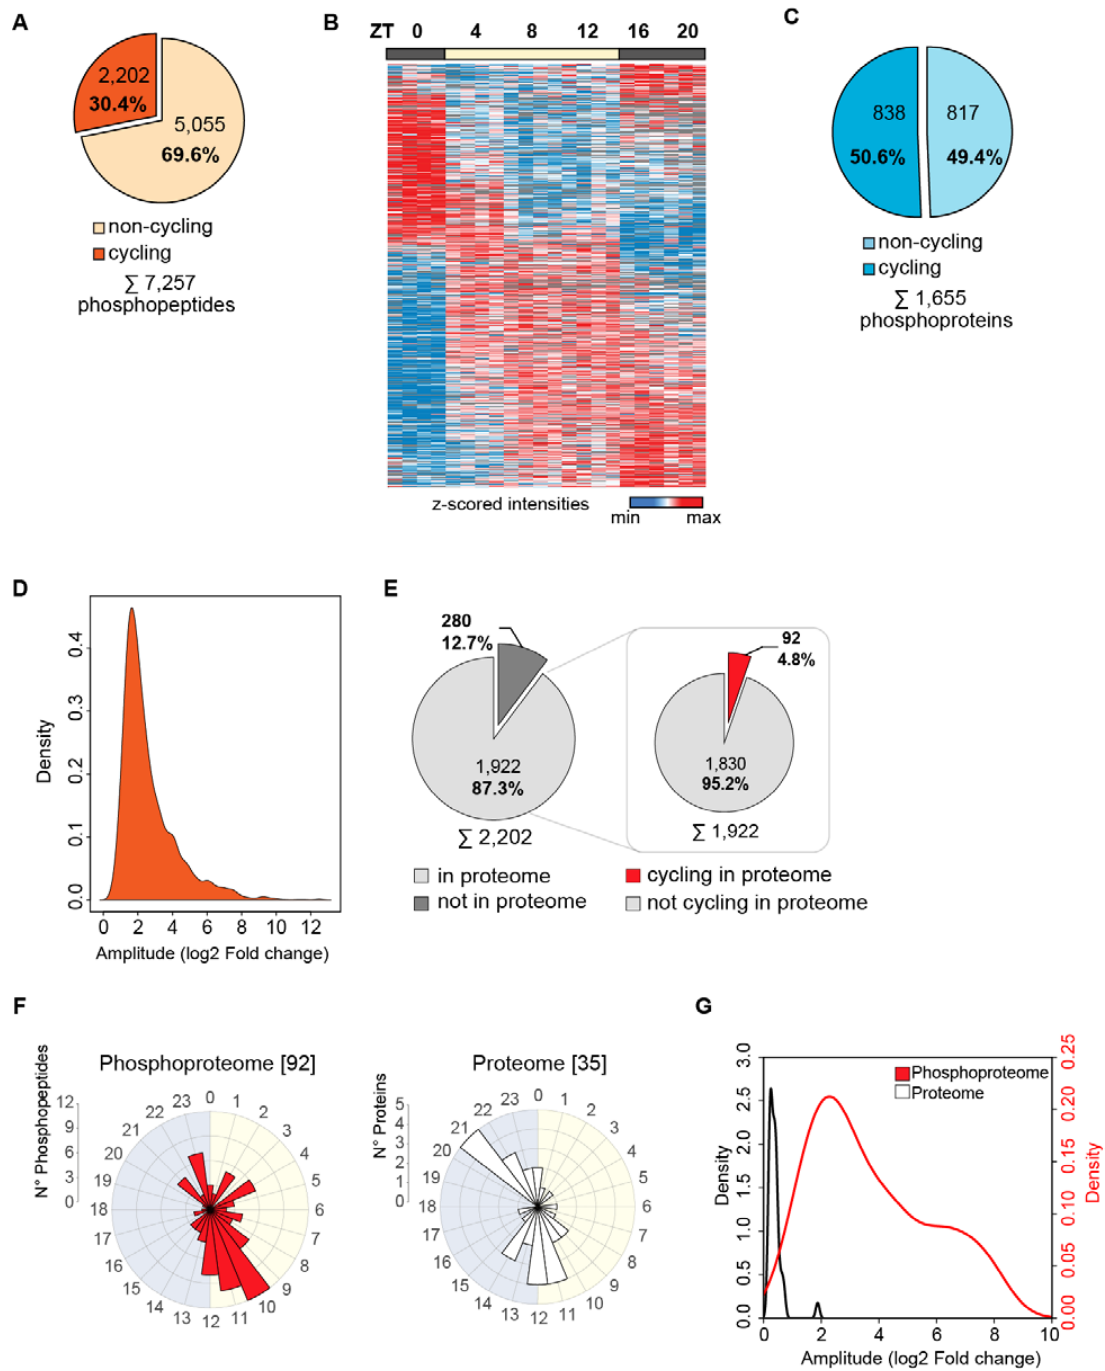 A
2,202
30.4%
5,055
69.6%
non-cycling
cycling
∑ 7,257
phosphopeptides
B
ZT 0 4 8 12 16 20
z-scored intensities
min max
C
838 817
50.6% 49.4%
non-cycling
cycling
∑ 1,655
phosphoproteins
D
Density
0.4
0.3
0.2
0.1
0.0
0 2 4 6 8 10 12
Amplitude (log2 Fold change)
E
280
12.7%
1,922
87.3%
∑ 2,202
in proteome
not in proteome
92
4.8%
1,830
95.2%
∑ 1,922
cycling in proteome
not cycling in proteome
F
Phosphoproteome [92]
N° Phosphopeptides
12
9
6
3
0
0 1 2 3 4 5 6 7 8 9 10 11 12 13 14 15 16 17 18 19 20 21 22 23
Proteome [35]
N° Proteins
5
4
3
2
1
0
0 1 2 3 4 5 6 7 8 9 10 11 12 13 14 15 16 17 18 19 20 21 22 23
G
Phosphoproteome
Proteome
Density
3.0
2.5
2.0
1.5
1.0
0.5
0.0
0 2 4 6 8 10
Amplitude (log2 Fold change)
0.25
0.20
0.15
0.10
0.05
0.00
Density